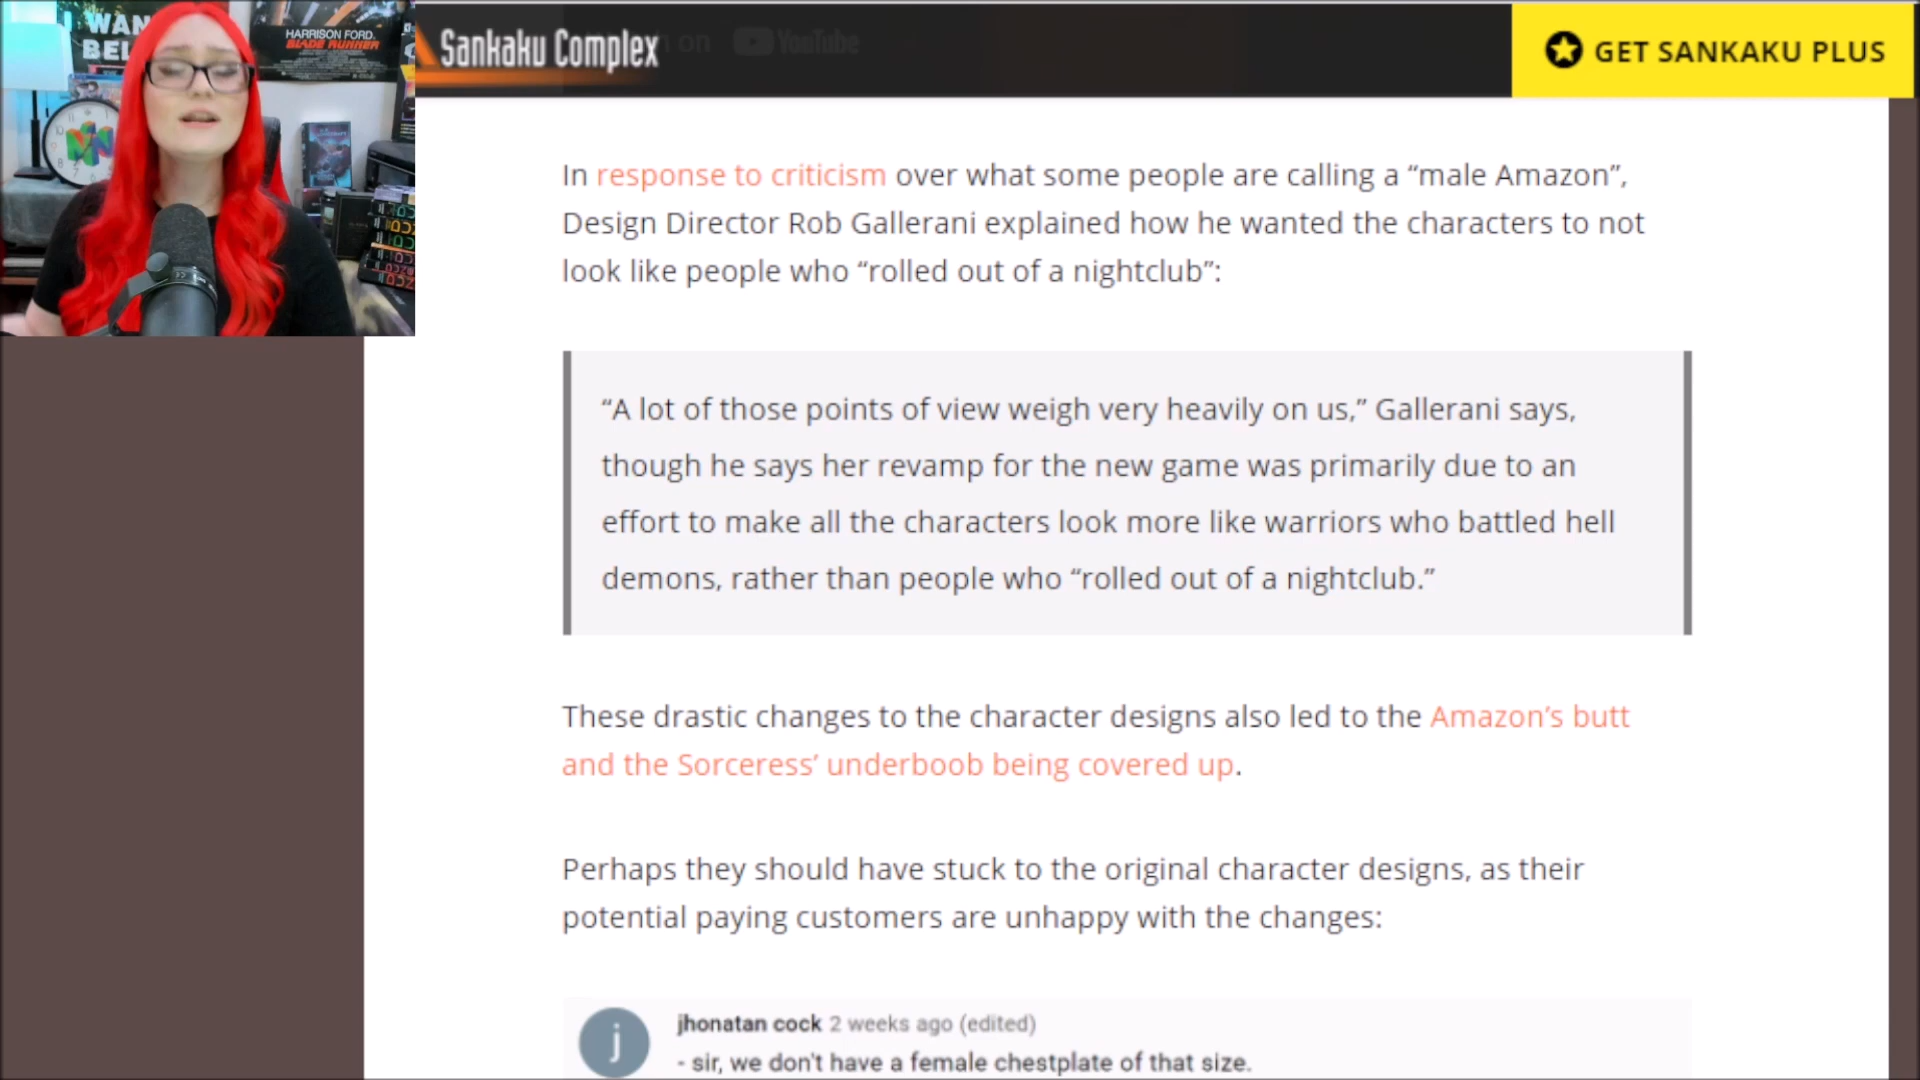 I WAN
BEL
HARRISON FORD.
BLADE RUNNER
Sankaku Complex
on YouTube
GET SANKAKU PLUS
In response to criticism over what some people are calling a “male Amazon”,
Design Director Rob Gallerani explained how he wanted the characters to not
look like people who “rolled out of a nightclub”:
“A lot of those points of view weigh very heavily on us,” Gallerani says,
though he says her revamp for the new game was primarily due to an
effort to make all the characters look more like warriors who battled hell
demons, rather than people who “rolled out of a nightclub.”
These drastic changes to the character designs also led to the Amazon’s butt
and the Sorceress’ underboob being covered up.
Perhaps they should have stuck to the original character designs, as their
potential paying customers are unhappy with the changes:
j
jhonatan cock 2 weeks ago (edited)
- sir, we don't have a female chestplate of that size.